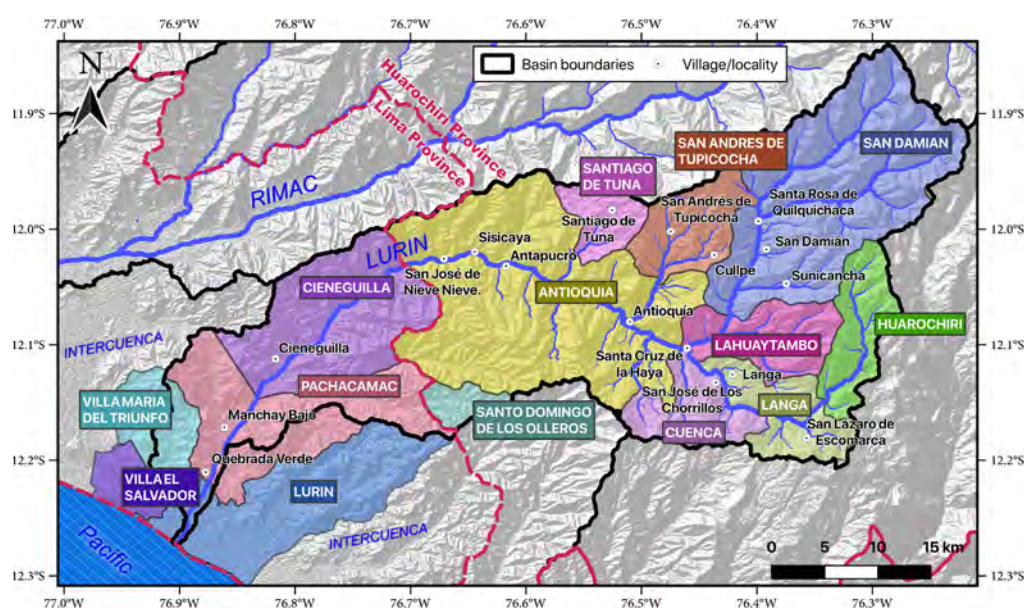 77.0°W 76.9°W 76.8°W 76.7°W 76.6°W 76.5°W 76.4°W 76.3°W
N
Basin boundaries
Village/locality
11.9°S
11.9°S
Huarochiri Province
Lima Province
RIMAC
SAN ANDRES DE
TUPICOCHA
SAN DAMIAN
SANTIAGO
DE TUNA
San Andrés de
Tupicocha
Santa Rosa de
Quilquichaca
Santiago de
Tuna
12.0°S
12.0°S
LURIN
Sisicaya
Antapucro
San Damián
Cullpe
San José de
Nieve Nieve.
Sunicancha
CIENEGUILLA
ANTIOQUIA
Antioquía
HUAROCHIRI
12.1°S
12.1°S
INTERCUENCA
Cieneguilla
LAHUAYTAMBO
Santa Cruz de
la Haya
Langa
PACHACAMAC
San José de Los
Chorrillos
LANGA
VILLA MARIA
DEL TRIUNFO
Manchay Bajo
SANTO DOMINGO
DE LOS OLLEROS
CUENCA
San Lázaro de
Escomarca
12.2°S
12.2°S
Quebrada Verde
VILLA EL
SALVADOR
LURIN
INTERCUENCA
Pacific
0 5 10 15 km
12.3°S
12.3°S
77.0°W 76.9°W 76.8°W 76.7°W 76.6°W 76.5°W 76.4°W 76.3°W